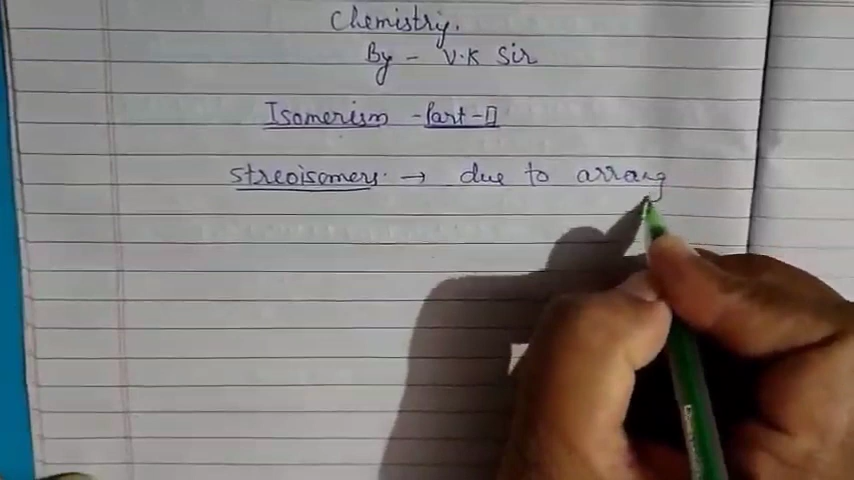 Chemistry.
By - V.K Sir
Isomerism - Part-II
Streoisomers → due to arrang